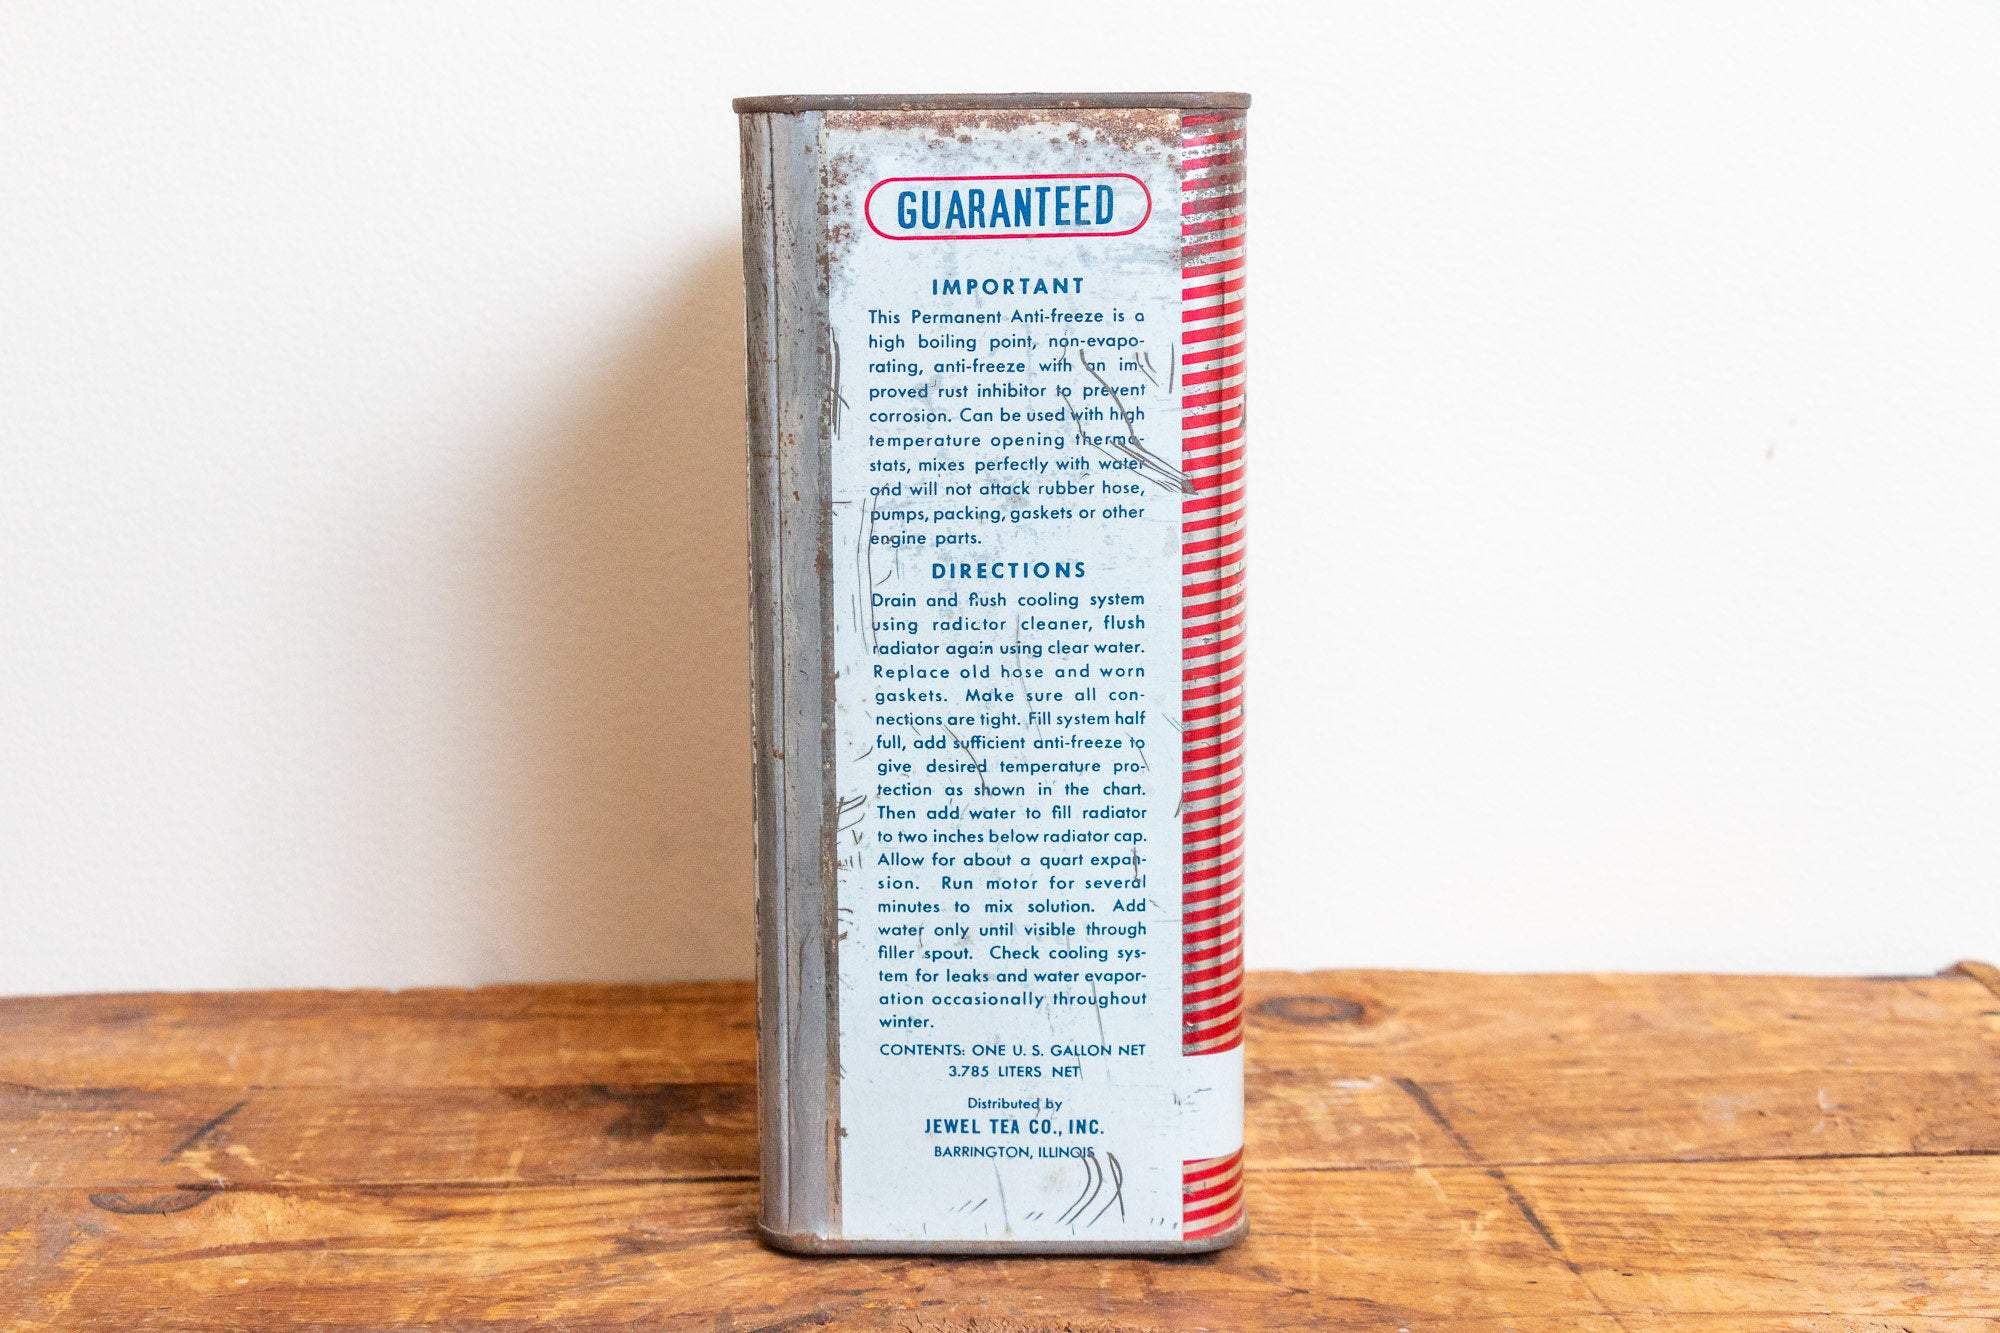 GUARANTEED
IMPORTANT
This Permanent Anti-freeze is a
high boiling point, non-evapo-
rating, anti-freeze with an im-
proved rust inhibitor to prevent
corrosion. Can be used with high
temperature opening thermo-
stats, mixes perfectly with water
and will not attack rubber hose,
pumps, packing, gaskets or other
engine parts.
DIRECTIONS
Drain and flush cooling system
using radiator cleaner, flush
radiator again using clear water.
Replace old hose and worn
gaskets. Make sure all con-
nections are tight. Fill system half
full, add sufficient anti-freeze to
give desired temperature pro-
tection as shown in the chart.
Then add water to fill radiator
to two inches below radiator cap.
Allow for about a quart expan-
sion. Run motor for several
minutes to mix solution. Add
water only until visible through
filler spout. Check cooling sys-
tem for leaks and water evapor-
ation occasionally throughout
winter.
CONTENTS: ONE U. S. GALLON NET
3.785 LITERS NET
Distributed by
JEWEL TEA CO., INC.
BARRINGTON, ILLINOIS